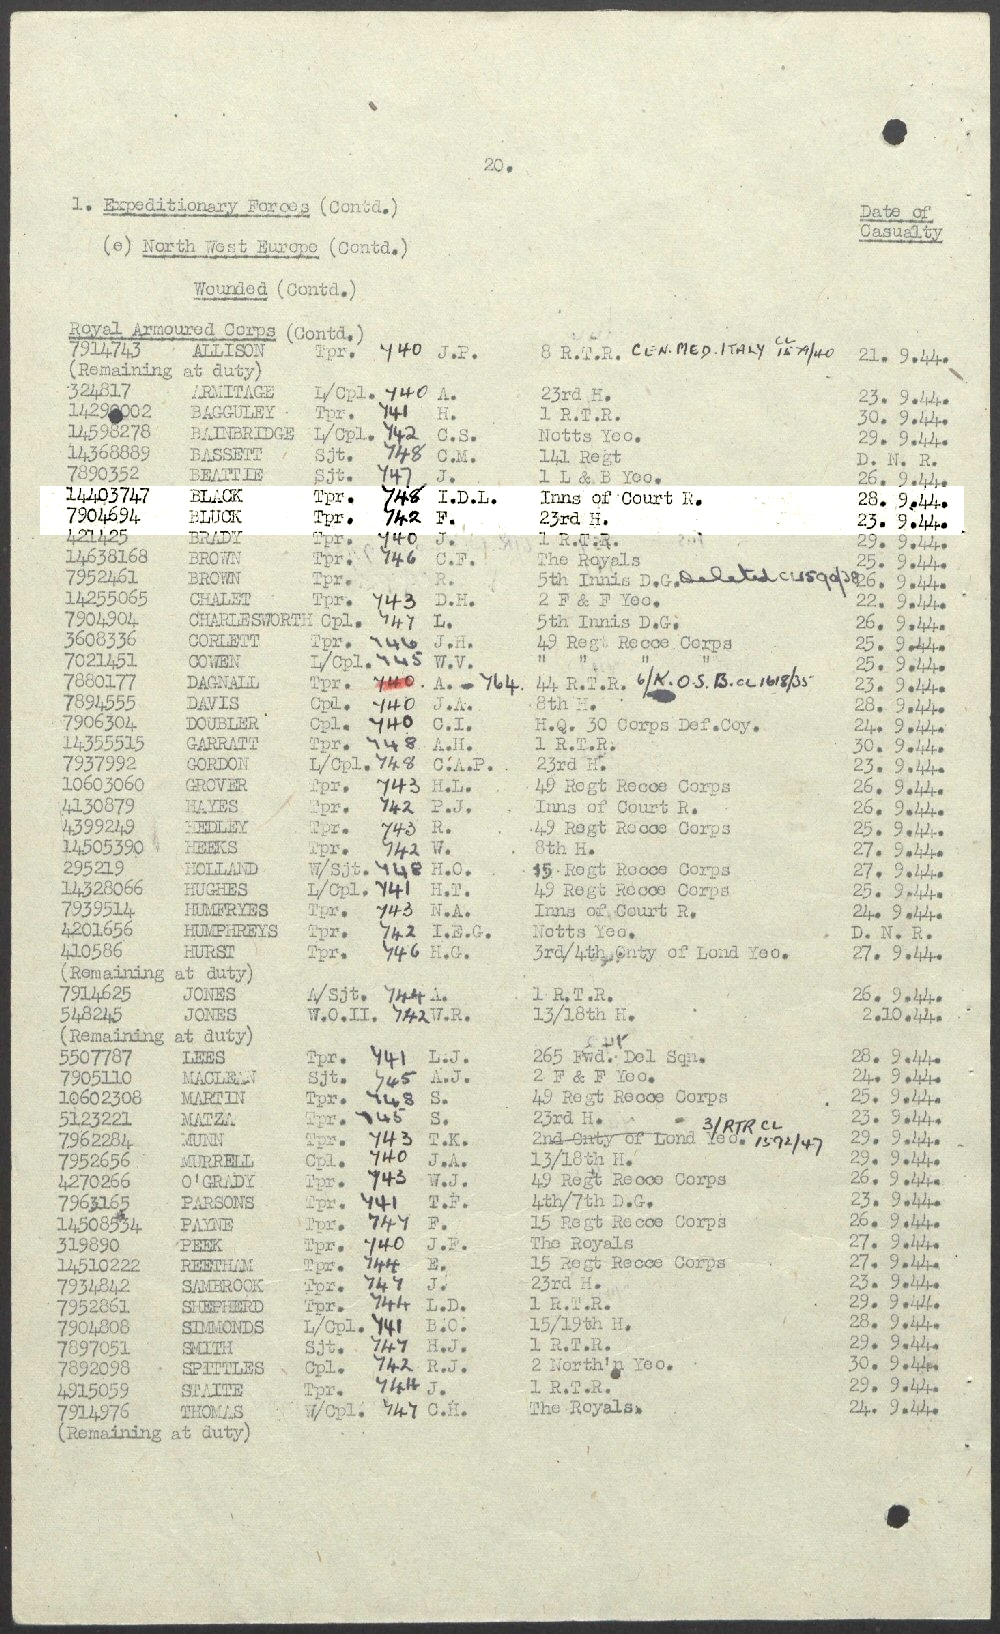 20.
1. Expeditionary Forces (Contd.)
Date of
Casualty
(e) North West Europe (Contd.)
Wounded (Contd.)
Royal Armoured Corps (Contd.)
7914743 ALLISON Tpr. 740 J.P. 8 R.T.R. CEN.MED.ITALY CL 21. 9.44.
(Remaining at duty)
324817 ARMITAGE L/Cpl. 740 A. 23rd H. 23. 9.44.
14290002 BAGGULEY Tpr. 741 H. 1 R.T.R. 30. 9.44.
14598278 BAINBRIDGE L/Cpl. 742 C.S. Notts Yeo. 29. 9.44.
14368889 BASSETT Sjt. 748 C.M. 141 Regt D. N. R.
7890352 BEATTIE Sjt. 747 J. 1 L & B Yeo. 26. 9.44.
14403747 BLACK Tpr. 748 I.D.L. Inns of Court R. 28. 9.44.
7904694 BLUCK Tpr. 742 F. 23rd H. 23. 9.44.
421425 BRADY Tpr. 740 J. 1 R.T.R. 29. 9.44.
14638168 BROWN Tpr. 746 C.F. The Royals 25. 9.44.
7952461 BROWN Tpr. R. 5th Innis D.G. Deleted CL1590/38 26. 9.44.
14255065 CHALET Tpr. 743 D.H. 2 F & F Yeo. 22. 9.44.
7904904 CHARLESWORTH Cpl. 747 L. 5th Innis D.G. 26. 9.44.
3608336 CORLETT Tpr. 746 J.H. 49 Regt Recce Corps 25. 9.44.
7021451 COWEN L/Cpl. 745 W.V. " " " " 25. 9.44.
7880177 DAGNALL Tpr. 740. A. - 764. 44 R.T.R. 6/K.O.S.B. CL 1618/35 23. 9.44.
7894555 DAVIS Cpl. 740 J.A. 8th H. 28. 9.44.
7906304 DOUBLER Cpl. 740 C.I. H.Q. 30 Corps Def.Coy. 24. 9.44.
14355515 GARRATT Tpr. 748 A.H. 1 R.T.R. 30. 9.44.
7937992 GORDON L/Cpl. 748 C.A.P. 23rd H. 23. 9.44.
10603060 GROVER Tpr. 743 H.L. 49 Regt Recce Corps 26. 9.44.
4130879 HAYES Tpr. 742 P.J. Inns of Court R. 26. 9.44.
4399249 HEDLEY Tpr. 743 R. 49 Regt Recce Corps 25. 9.44.
14505390 HEEKS Tpr. 742 W. 8th H. 27. 9.44.
295219 HOLLAND W/Sjt. 748 H.O. 15 Regt Recce Corps 27. 9.44.
14328066 HUGHES L/Cpl. 741 H.T. 49 Regt Recce Corps 25. 9.44.
7939514 HUMFRYES Tpr. 743 N.A. Inns of Court R. 24. 9.44.
4201656 HUMPHREYS Tpr. 742 I.E.G. Notts Yeo. D. N. R.
410586 HURST Tpr. 746 H.G. 3rd/4th Cnty of Lond Yeo. 27. 9.44.
(Remaining at duty)
7914625 JONES A/Sjt. 744 A. 1 R.T.R. 26. 9.44.
548245 JONES W.O.II. 742 W.R. 13/18th H. 2.10.44.
(Remaining at duty)
5507787 LEES Tpr. 741 L.J. 265 Fwd. Del Sqn. 28. 9.44.
7905110 MACLEAN Sjt. 745 A.J. 2 F & F Yeo. 24. 9.44.
10602308 MARTIN Tpr. 748 S. 49 Regt Recce Corps 25. 9.44.
5123221 MATZA Tpr. 745 S. 23rd H. 23. 9.44.
7962284 MUNN Tpr. 743 T.K. 2nd Cnty of Lond Yeo. 3/RTR CL 1592/47 29. 9.44.
7952656 MURRELL Cpl. 740 J.A. 13/18th H. 29. 9.44.
4270266 O'GRADY Tpr. 743 W.J. 49 Regt Recce Corps 26. 9.44.
7963165 PARSONS Tpr. 741 T.F. 4th/7th D.G. 23. 9.44.
14508534 PAYNE Tpr. 747 F. 15 Regt Recce Corps 26. 9.44.
319890 PEEK Tpr. 740 J.F. The Royals 27. 9.44.
14510222 REETHAM Tpr. 744 E. 15 Regt Recce Corps 27. 9.44.
7934842 SAMBROOK Tpr. 747 J. 23rd H. 23. 9.44.
7952861 SHEPHERD Tpr. 744 L.D. 1 R.T.R. 29. 9.44.
7904808 SIMMONDS L/Cpl. 741 B.C. 15/19th H. 28. 9.44.
7897051 SMITH Sjt. 747 H.J. 1 R.T.R. 29. 9.44.
7892098 SPITTLES Cpl. 742 R.J. 2 North'n Yeo. 30. 9.44.
4915059 STAITE Tpr. 744 J. 1 R.T.R. 29. 9.44.
7914976 THOMAS W/Cpl. 747 C.H. The Royals. 24. 9.44.
(Remaining at duty)